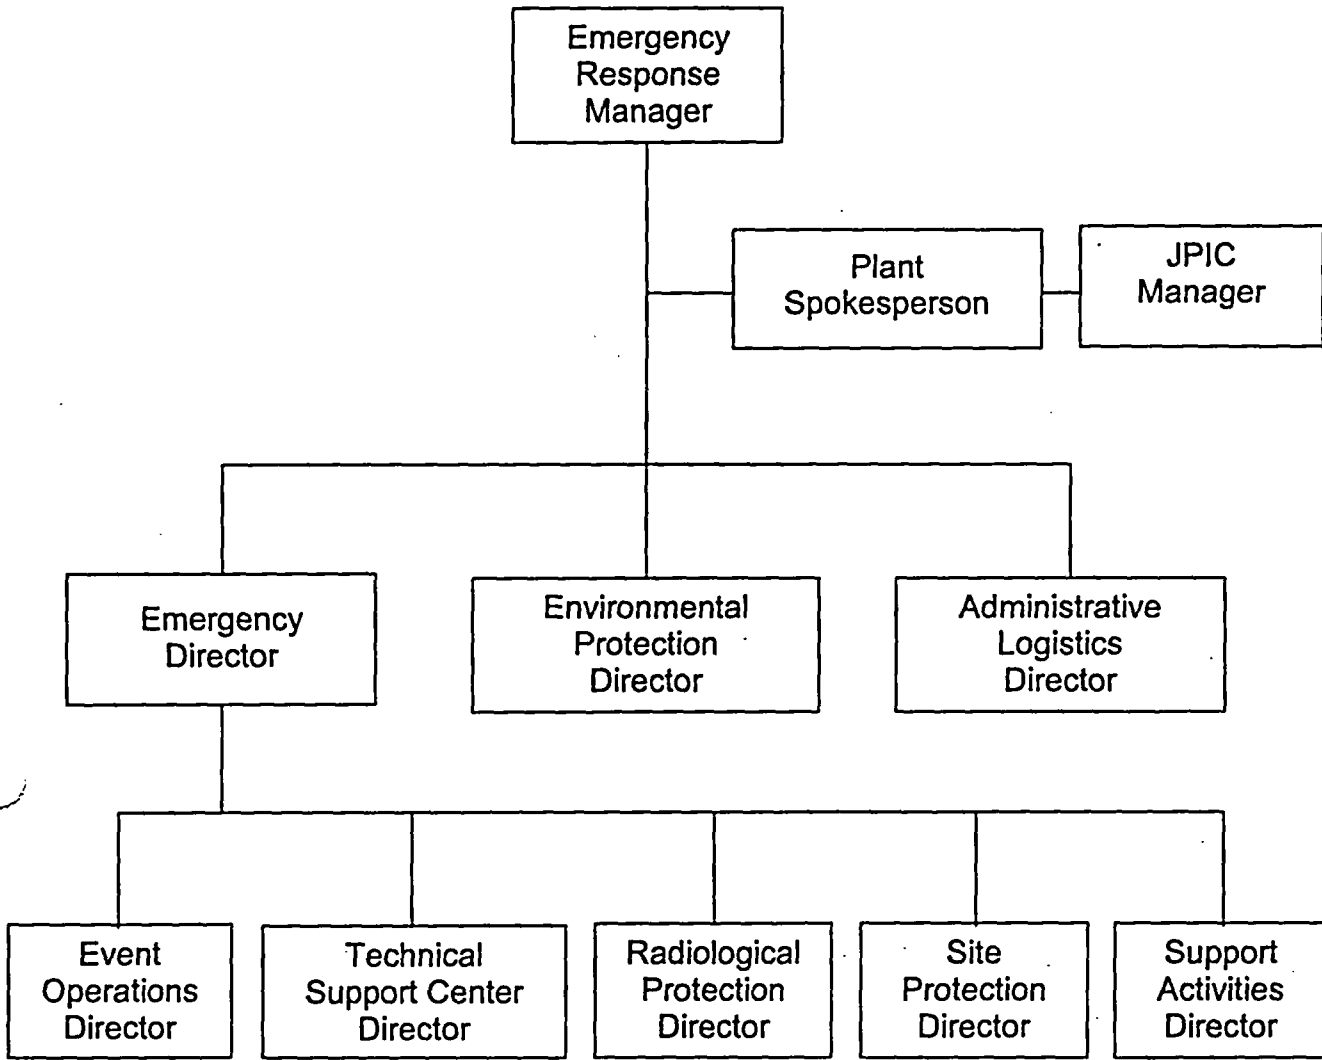 Emergency
Response
Manager
Plant
Spokesperson
JPIC
Manager
Emergency
Director
Environmental
Protection
Director
Administrative
Logistics
Director
Event
Operations
Director
Technical
Support Center
Director
Radiological
Protection
Director
Site
Protection
Director
Support
Activities
Director